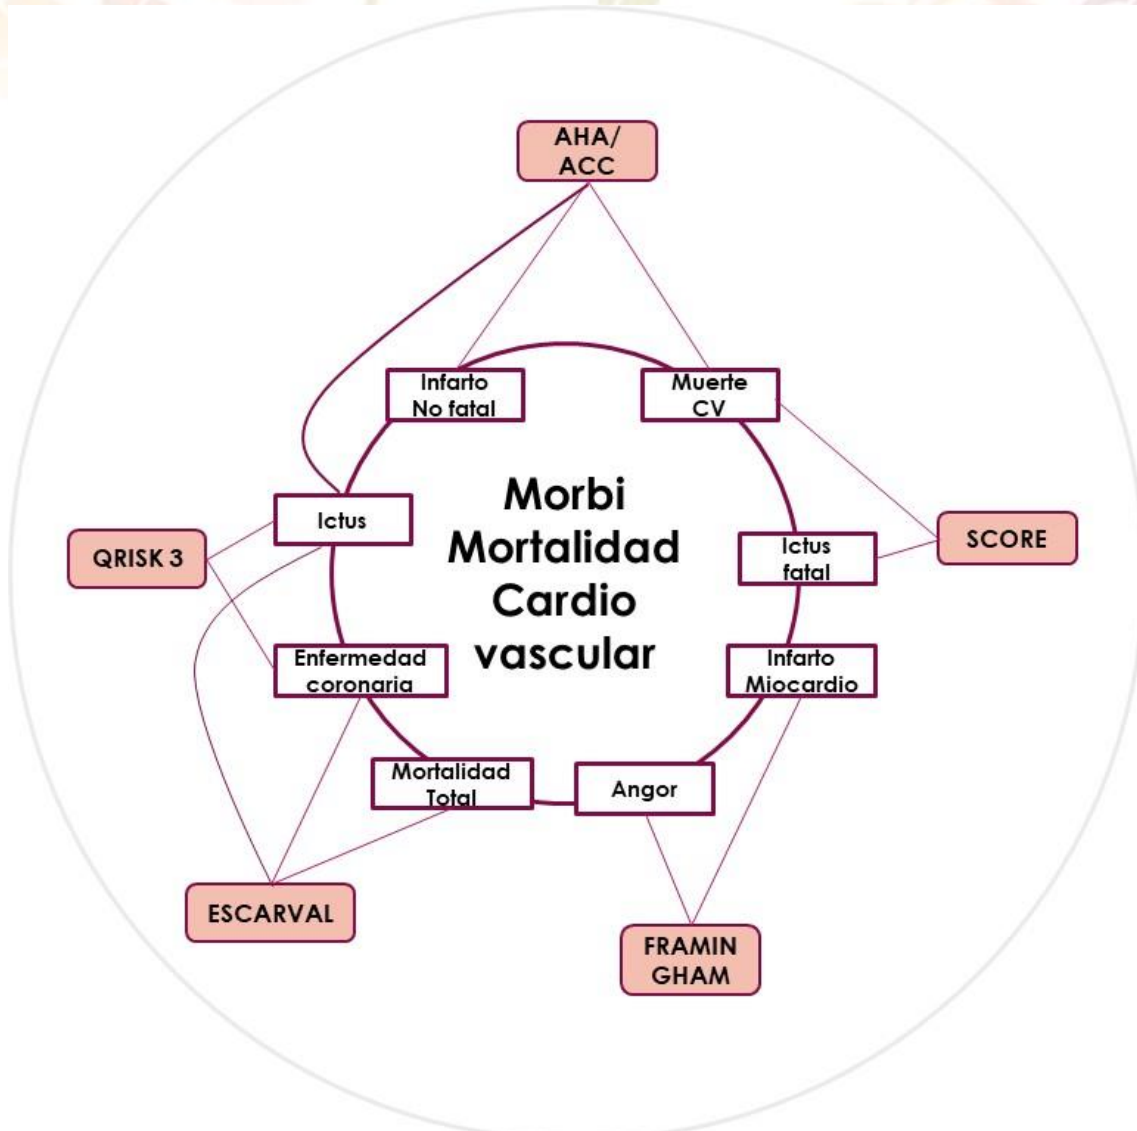 AHA/
ACC
Infarto
No fatal
Muerte
CV
Ictus
QRISK 3
Morbi
Mortalidad
Cardio
vascular
Ictus
fatal
SCORE
Enfermedad
coronaria
Infarto
Miocardio
Mortalidad
Total
Angor
ESCARVAL
FRAMIN
GHAM